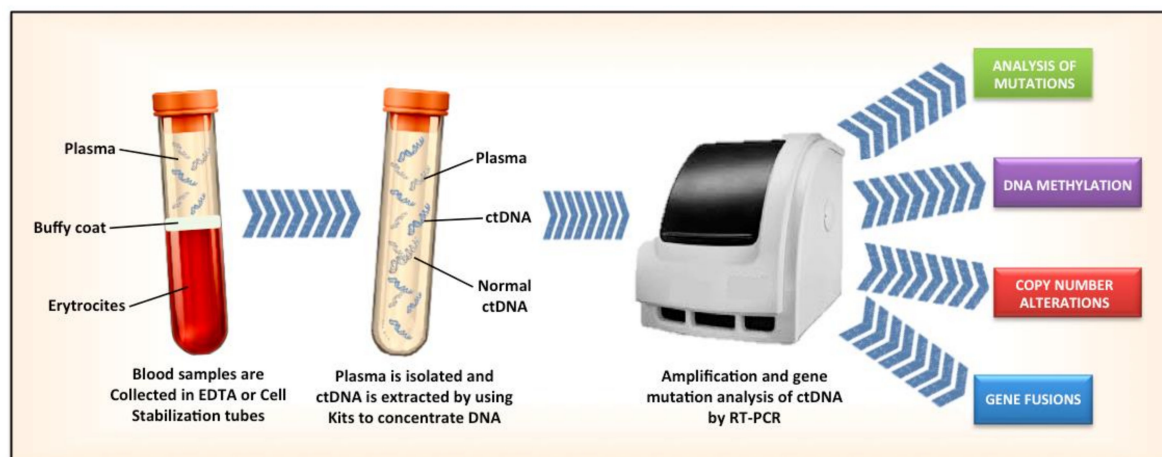 Plasma
Buffy coat
Erytrocites
Blood samples are
Collected in EDTA or Cell
Stabilization tubes
Plasma
ctDNA
Normal
ctDNA
Plasma is isolated and
ctDNA is extracted by using
Kits to concentrate DNA
Amplification and gene
mutation analysis of ctDNA
by RT-PCR
ANALYSIS OF
MUTATIONS
DNA METHYLATION
COPY NUMBER
ALTERATIONS
GENE FUSIONS